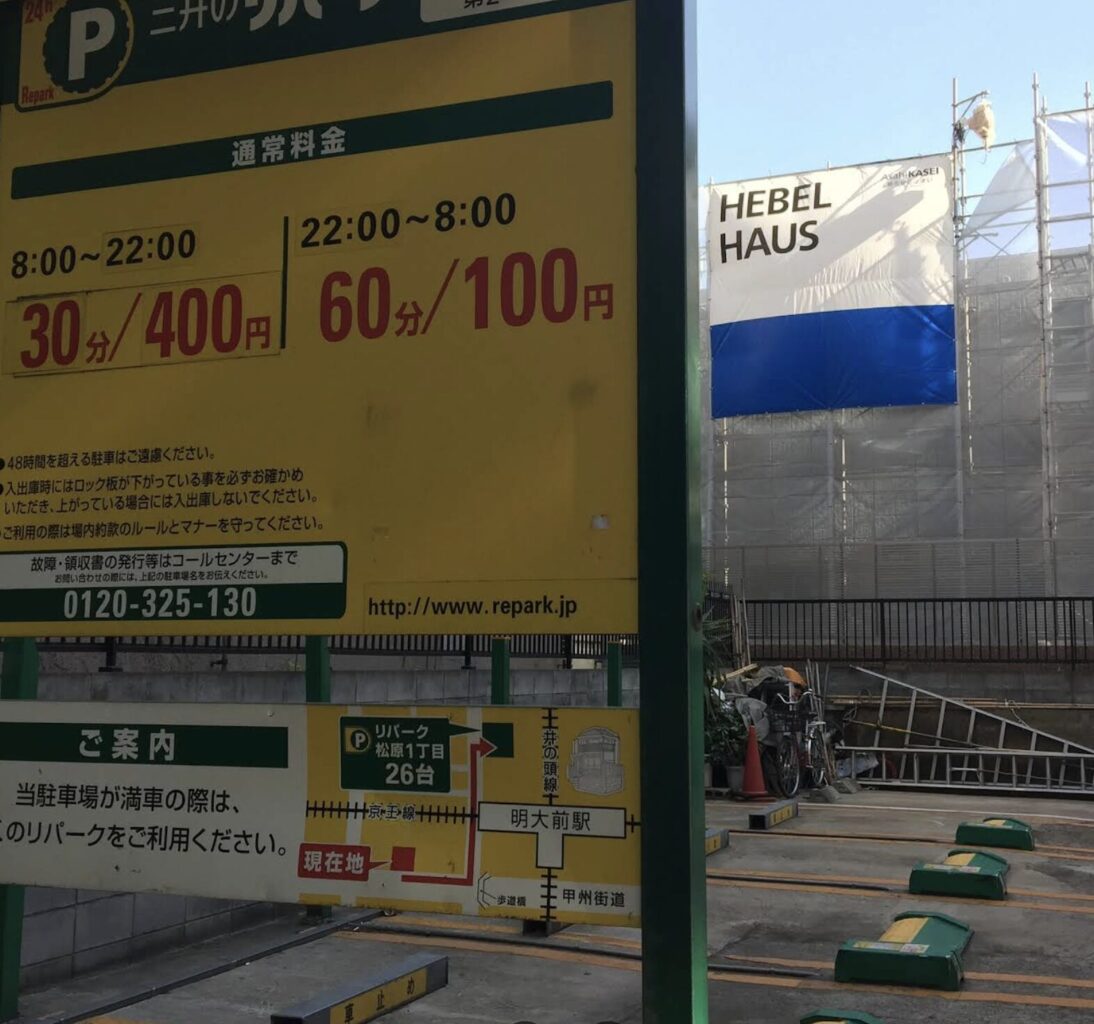 24h
P
Repark
三井のリパーク
第2
通常料金
8:00~22:00
30分/400円
22:00~8:00
60分/100円
●48時間を超える駐車はご遠慮ください。
●入出庫時にはロック板が下がっている事を必ずお確かめ
いただき、上がっている場合には入出庫しないでください。
●ご利用の際は場内約款のルールとマナーを守ってください。
故障・領収書の発行等はコールセンターまで
お問い合わせの際には、上記の駐車場名をお伝えください。
0120-325-130
http://www.repark.jp
ご案内
当駐車場が満車の際は、
このリパークをご利用ください。
P
リパーク
松原1丁目
26台
井の頭線
京王線
明大前駅
現在地
歩道橋
甲州街道
車止め
HEBEL
HAUS
AsahiKASEI